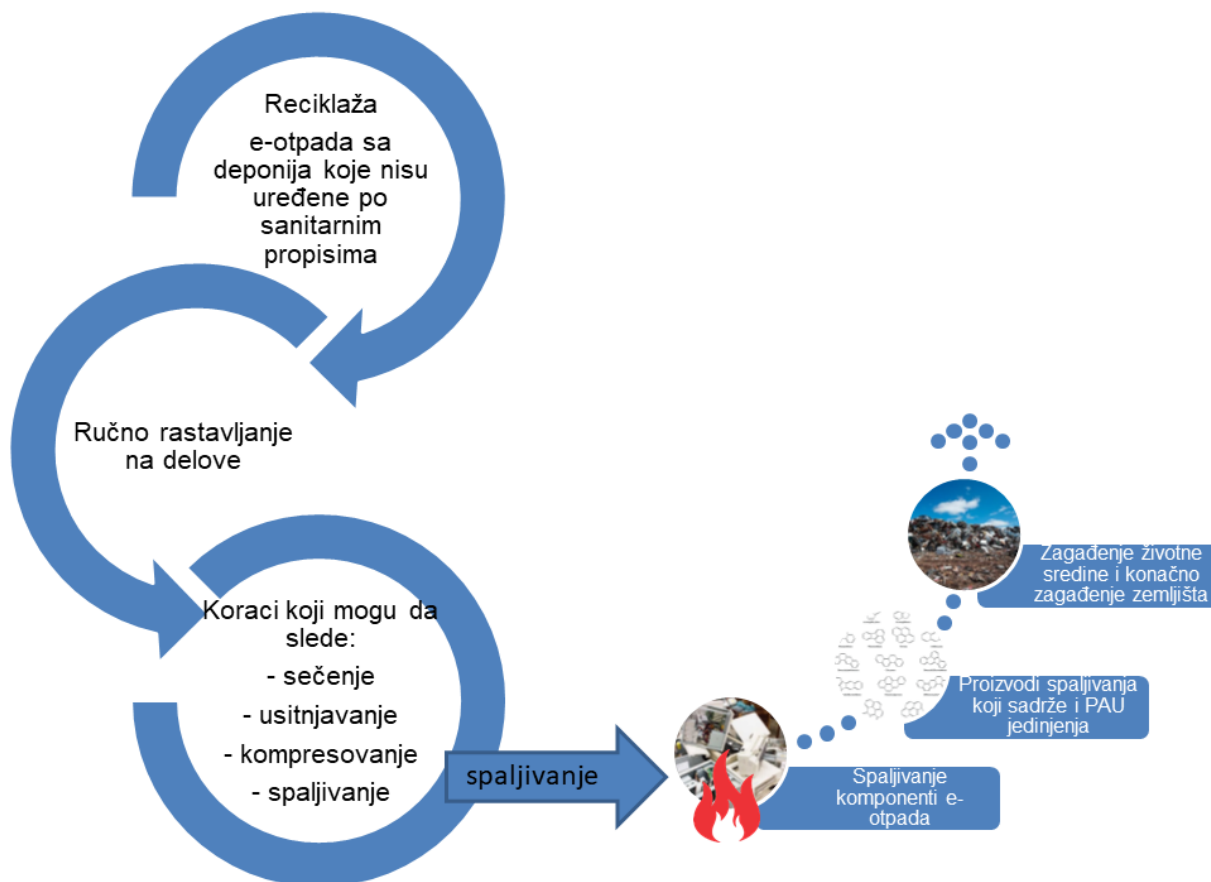 Reciklaža
e-otpada sa
deponija koje nisu
uređene po
sanitarnim
propisima
Ručno rastavljanje
na delove
Koraci koji mogu da
slede:
- sečenje
- usitnjavanje
- kompresovanje
- spaljivanje
spaljivanje
Zagađenje životne
sredine i konačno
zagađenje zemljišta
Proizvodi spaljivanja
koji sadrže i PAU
jedinjenja
Spaljivanje
komponenti e-
otpada